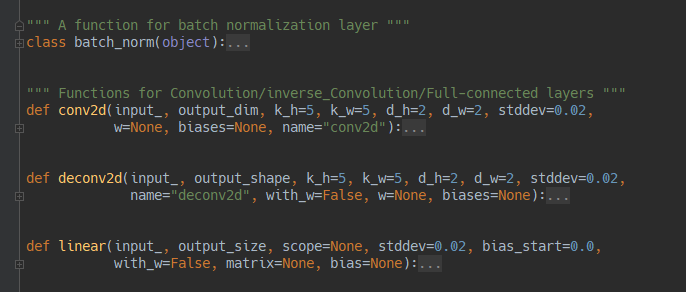 """ A function for batch normalization layer """
class batch_norm(object):...
""" Functions for Convolution/inverse_Convolution/Full-connected layers """
def conv2d(input_, output_dim, k_h=5, k_w=5, d_h=2, d_w=2, stddev=0.02,
w=None, biases=None, name="conv2d"):...
def deconv2d(input_, output_shape, k_h=5, k_w=5, d_h=2, d_w=2, stddev=0.02,
name="deconv2d", with_w=False, w=None, biases=None):...
def linear(input_, output_size, scope=None, stddev=0.02, bias_start=0.0,
with_w=False, matrix=None, bias=None):...